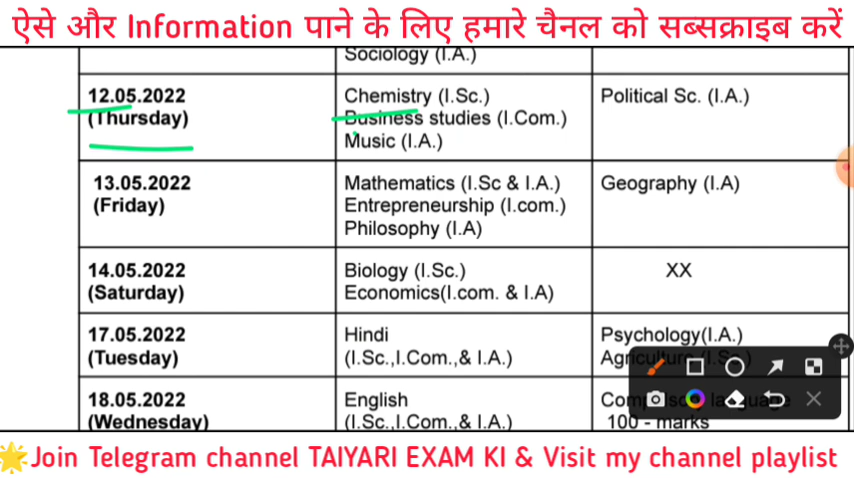 ऐसे और Information पाने के लिए हमारे चैनल को सब्सक्राइब करें
Sociology (I.A.)
12.05.2022
(Thursday)
Chemistry (I.Sc.)
Business studies (I.Com.)
Music (I.A.)
Political Sc. (I.A.)
13.05.2022
(Friday)
Mathematics (I.Sc & I.A.)
Entrepreneurship (I.com.)
Philosophy (I.A)
Geography (I.A)
14.05.2022
(Saturday)
Biology (I.Sc.)
Economics(I.com. & I.A)
XX
17.05.2022
(Tuesday)
Hindi
(I.Sc.,I.Com.,& I.A.)
Psychology(I.A.)
Agriculture (I.Sc.)
18.05.2022
(Wednesday)
English
(I.Sc.,I.Com.,& I.A.)
language
100 - marks
🌟Join Telegram channel TAIYARI EXAM KI & Visit my channel playlist